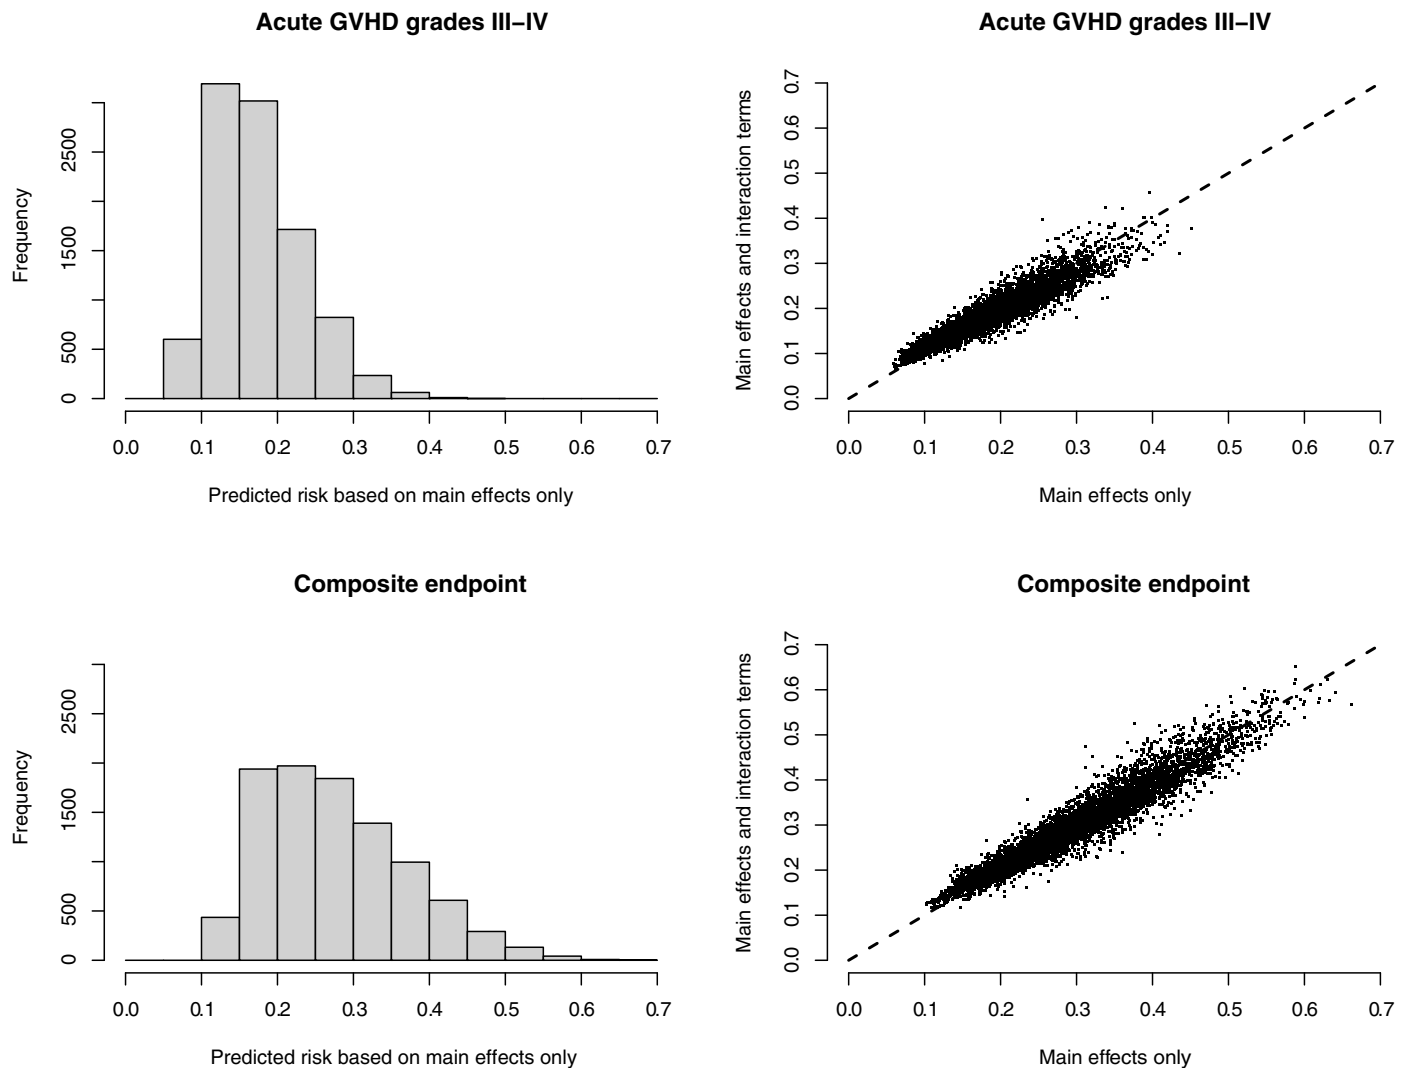 Acute GVHD grades III−IV
Frequency
0 500 1500 2500
0.0 0.1 0.2 0.3 0.4 0.5 0.6 0.7
Predicted risk based on main effects only
Acute GVHD grades III−IV
Main effects and interaction terms
0.0 0.1 0.2 0.3 0.4 0.5 0.6 0.7
0.0 0.1 0.2 0.3 0.4 0.5 0.6 0.7
Main effects only
Composite endpoint
Frequency
0 500 1500 2500
0.0 0.1 0.2 0.3 0.4 0.5 0.6 0.7
Predicted risk based on main effects only
Composite endpoint
Main effects and interaction terms
0.0 0.1 0.2 0.3 0.4 0.5 0.6 0.7
0.0 0.1 0.2 0.3 0.4 0.5 0.6 0.7
Main effects only